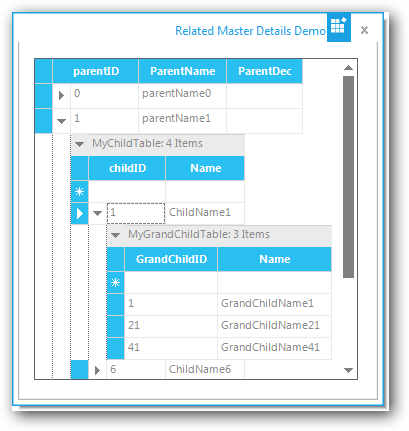 Related Master Details Demo
parentID ParentName ParentDec
0 parentName0
1 parentName1
MyChildTable: 4 Items
childID Name
1 ChildName1
MyGrandChildTable: 3 Items
GrandChildID Name
1 GrandChildName1
21 GrandChildName21
41 GrandChildName41
6 ChildName6